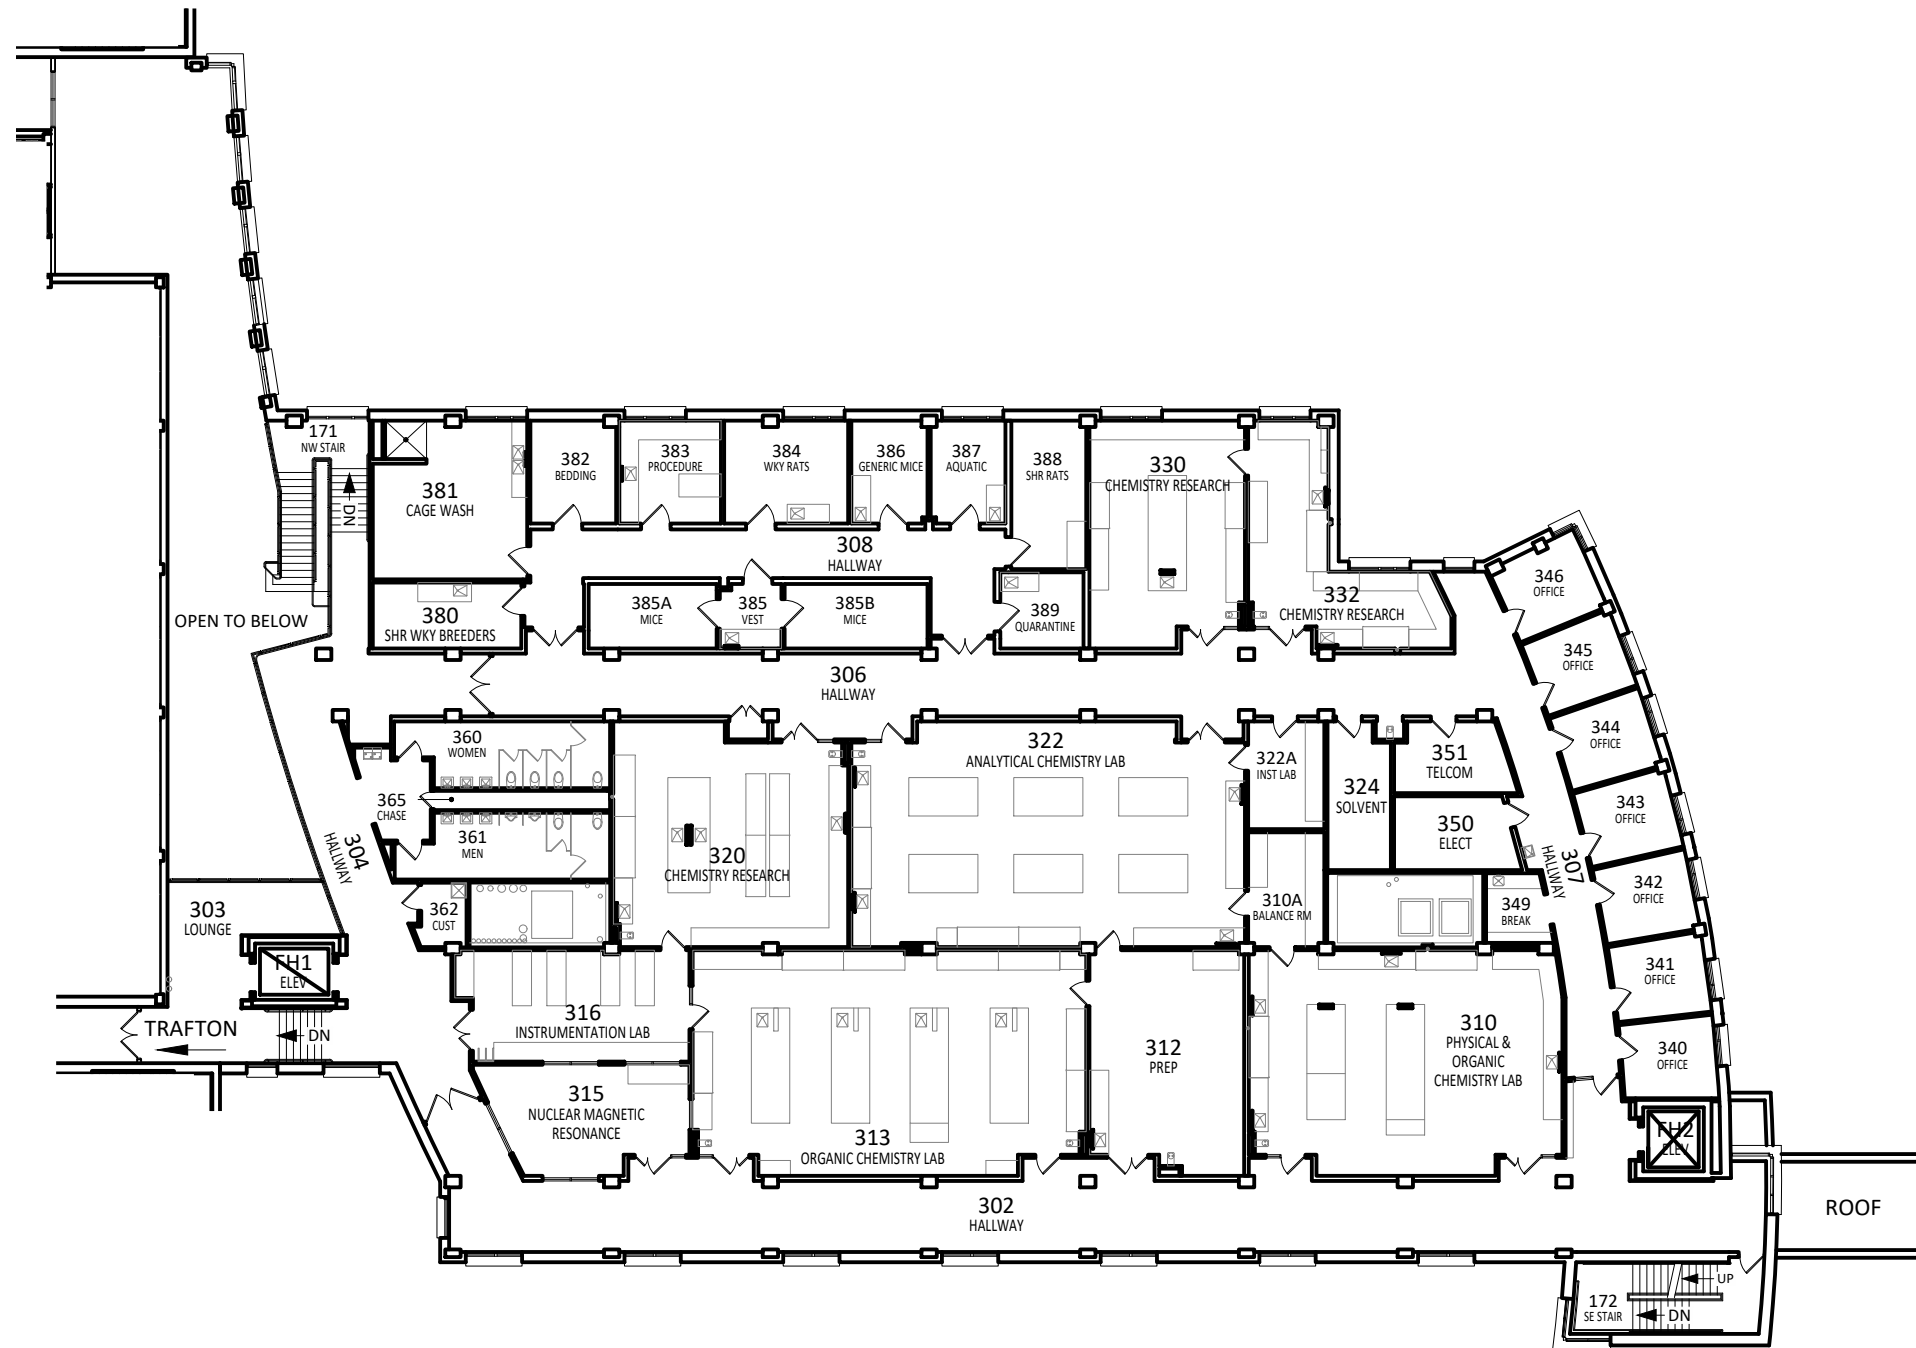 171
NW STAIR
DN
381
CAGE WASH
382
BEDDING
383
PROCEDURE
384
WKY RATS
386
GENERIC MICE
387
AQUATIC
388
SHR RATS
330
CHEMISTRY RESEARCH
308
HALLWAY
332
CHEMISTRY RESEARCH
346
OFFICE
380
SHR WKY BREEDERS
385A
MICE
385
VEST
385B
MICE
389
QUARANTINE
OPEN TO BELOW
345
OFFICE
306
HALLWAY
344
OFFICE
360
WOMEN
322
ANALYTICAL CHEMISTRY LAB
322A
INST LAB
324
SOLVENT
351
TELCOM
343
OFFICE
365
CHASE
361
MEN
304
HALLWAY
320
CHEMISTRY RESEARCH
350
ELECT
307
HALLWAY
342
OFFICE
303
LOUNGE
362
CUST
310A
BALANCE RM
349
BREAK
FH1
ELEV
341
OFFICE
TRAFTON
DN
316
INSTRUMENTATION LAB
312
PREP
310
PHYSICAL &
ORGANIC
CHEMISTRY LAB
340
OFFICE
315
NUCLEAR MAGNETIC
RESONANCE
313
ORGANIC CHEMISTRY LAB
FH2
ELEV
302
HALLWAY
ROOF
172
SE STAIR
UP
DN